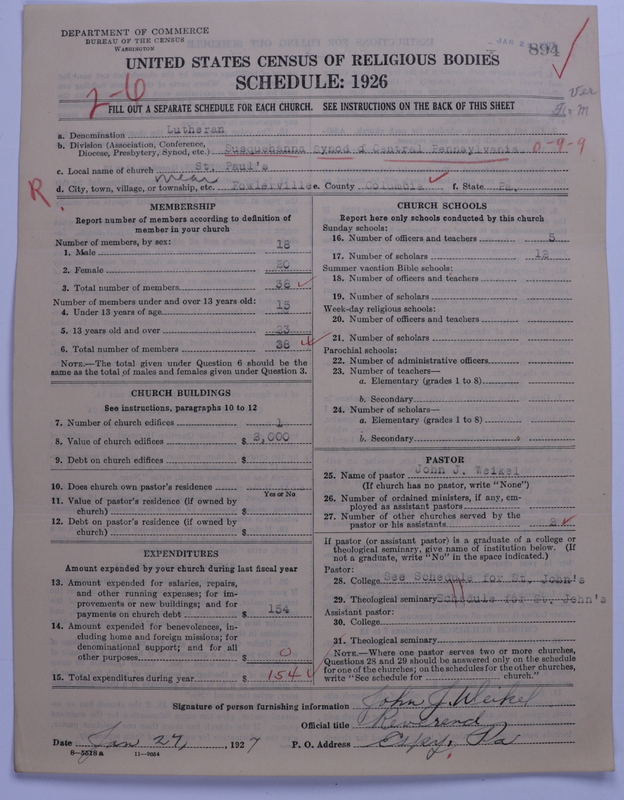 DEPARTMENT OF COMMERCE
BUREAU OF THE CENSUS
WASHINGTON
894
UNITED STATES CENSUS OF RELIGIOUS BODIES
SCHEDULE: 1926
2-6
FILL OUT A SEPARATE SCHEDULE FOR EACH CHURCH. SEE INSTRUCTIONS ON THE BACK OF THIS SHEET
Ver
a. Denomination Lutheran
b. Division (Association, Conference, Diocese, Presbytery, Synod, etc.) Susquehanna Synod of Central Pennsylvania 0-9-9
c. Local name of church St. Paul's
near
R. d. City, town, village, or township, etc. Fowlerville e. County Columbia f. State Pa.
MEMBERSHIP
Report number of members according to definition of
member in your church
Number of members, by sex:
1. Male 18
2. Female 20
3. Total number of members 38
Number of members under and over 13 years old:
4. Under 13 years of age 15
5. 13 years old and over 23
6. Total number of members 38
NOTE.—The total given under Question 6 should be the
same as the total of males and females given under Question 3.
CHURCH BUILDINGS
See instructions, paragraphs 10 to 12
7. Number of church edifices 1
8. Value of church edifices $ 3,000
9. Debt on church edifices $
10. Does church own pastor's residence
Yes or No
11. Value of pastor's residence (if owned by
church) $
12. Debt on pastor's residence (if owned by
church) $
EXPENDITURES
Amount expended by your church during last fiscal year
13. Amount expended for salaries, repairs,
and other running expenses; for im-
provements or new buildings; and for
payments on church debt $ 154
14. Amount expended for benevolences, in-
cluding home and foreign missions; for
denominational support; and for all
other purposes $ 0
15. Total expenditures during year $ 154
CHURCH SCHOOLS
Report here only schools conducted by this church
Sunday schools:
16. Number of officers and teachers 5
17. Number of scholars 12
Summer vacation Bible schools:
18. Number of officers and teachers
19. Number of scholars
Week-day religious schools:
20. Number of officers and teachers
21. Number of scholars
Parochial schools:
22. Number of administrative officers
23. Number of teachers—
a. Elementary (grades 1 to 8)
b. Secondary
24. Number of scholars—
a. Elementary (grades 1 to 8)
b. Secondary
PASTOR
25. Name of pastor John J. Weikel
(If church has no pastor, write "None")
26. Number of ordained ministers, if any, em-
ployed as assistant pastors
27. Number of other churches served by the
pastor or his assistants 2
If pastor (or assistant pastor) is a graduate of a college or
theological seminary, give name of institution below. (If
not a graduate, write "No" in the space indicated.)
Pastor:
28. College See Schedule for St. John's
29. Theological seminary Schedule for St. John's
Assistant pastor:
30. College
31. Theological seminary
NOTE.—Where one pastor serves two or more churches,
Questions 28 and 29 should be answered only on the schedule
for one of the churches; on the schedules for the other churches,
write "See schedule for church."
Signature of person furnishing information John J. Weikel
Official title Reverend
Date Jan 27, 1927 P. O. Address Espy, Pa
8-5518a 11-9054